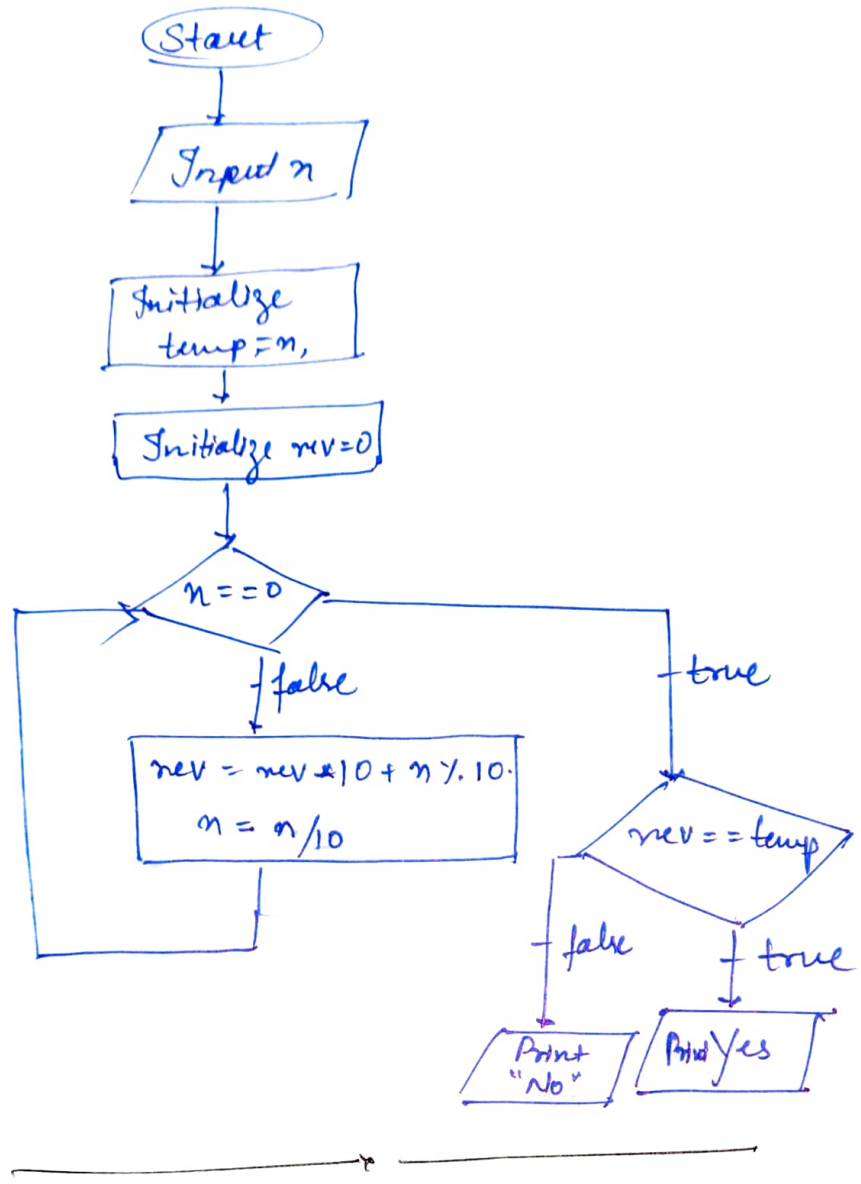 Start
Input n
Initialize
temp = n,
Initialize rev=0
n==0
false
true
rev = rev *10 + n %. 10.
n = n/10
rev == temp
false
true
Print
"No"
Print Yes